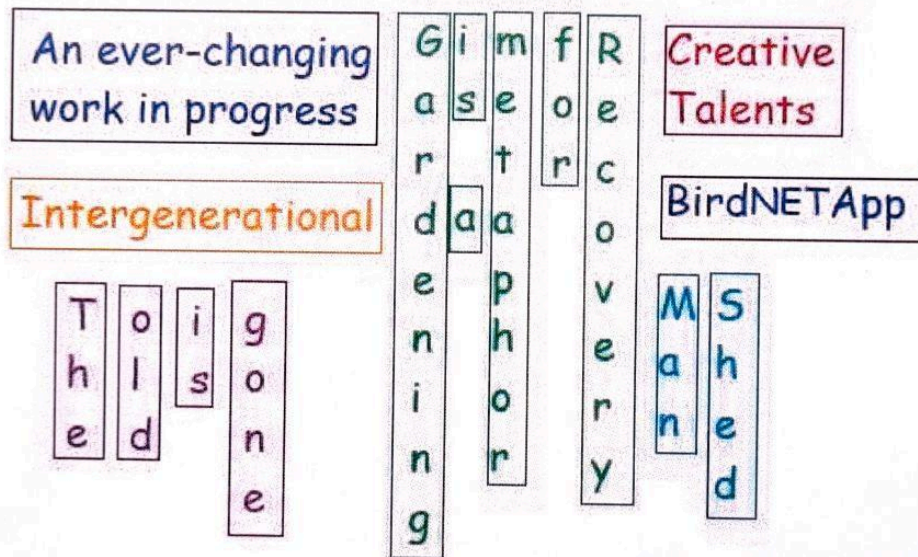 An ever-changing
work in progress
Intergenerational
The old is gone
Gardening is a metaphor for Recovery
Creative
Talents
BirdNETApp
Man Shed